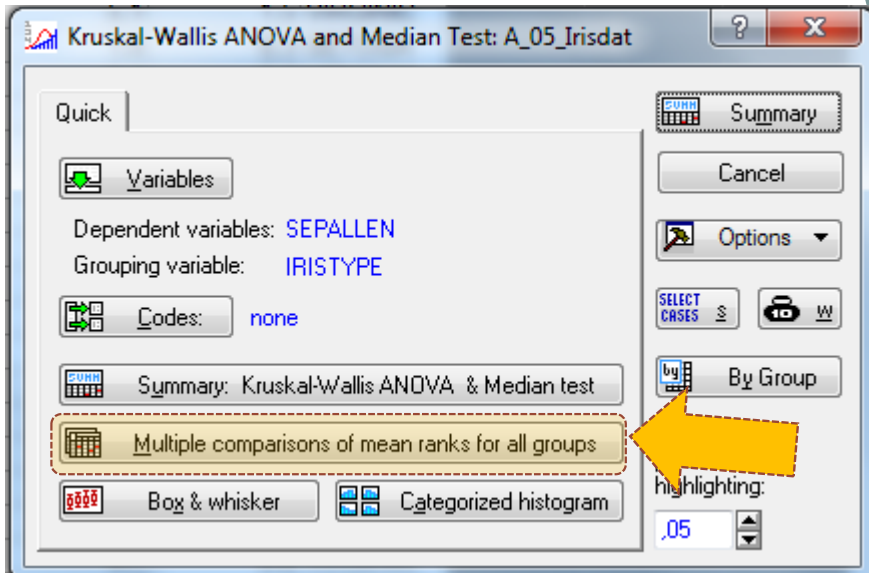 Kruskal-Wallis ANOVA and Median Test: A_05_Irisdat
Quick
Variables
Dependent variables: SEPALLEN
Grouping variable: IRISTYPE
Codes: none
Summary: Kruskal-Wallis ANOVA & Median test
Multiple comparisons of mean ranks for all groups
Box & whisker
Categorized histogram
Summary
Cancel
Options
SELECT CASES S
W
By Group
highlighting:
,05